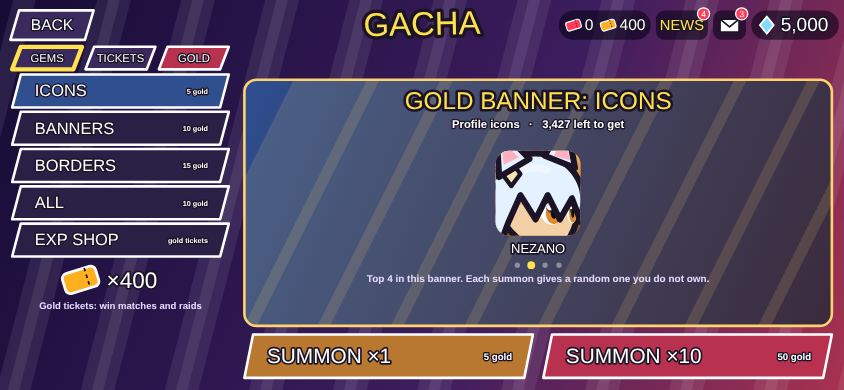 BACK
GACHA
0
400
NEWS
4
3
5,000
GEMS
TICKETS
GOLD
ICONS
5 gold
BANNERS
10 gold
BORDERS
15 gold
ALL
10 gold
EXP SHOP
gold tickets
×400
Gold tickets: win matches and raids
GOLD BANNER: ICONS
Profile icons · 3,427 left to get
NEZANO
Top 4 in this banner. Each summon gives a random one you do not own.
SUMMON ×1
5 gold
SUMMON ×10
50 gold